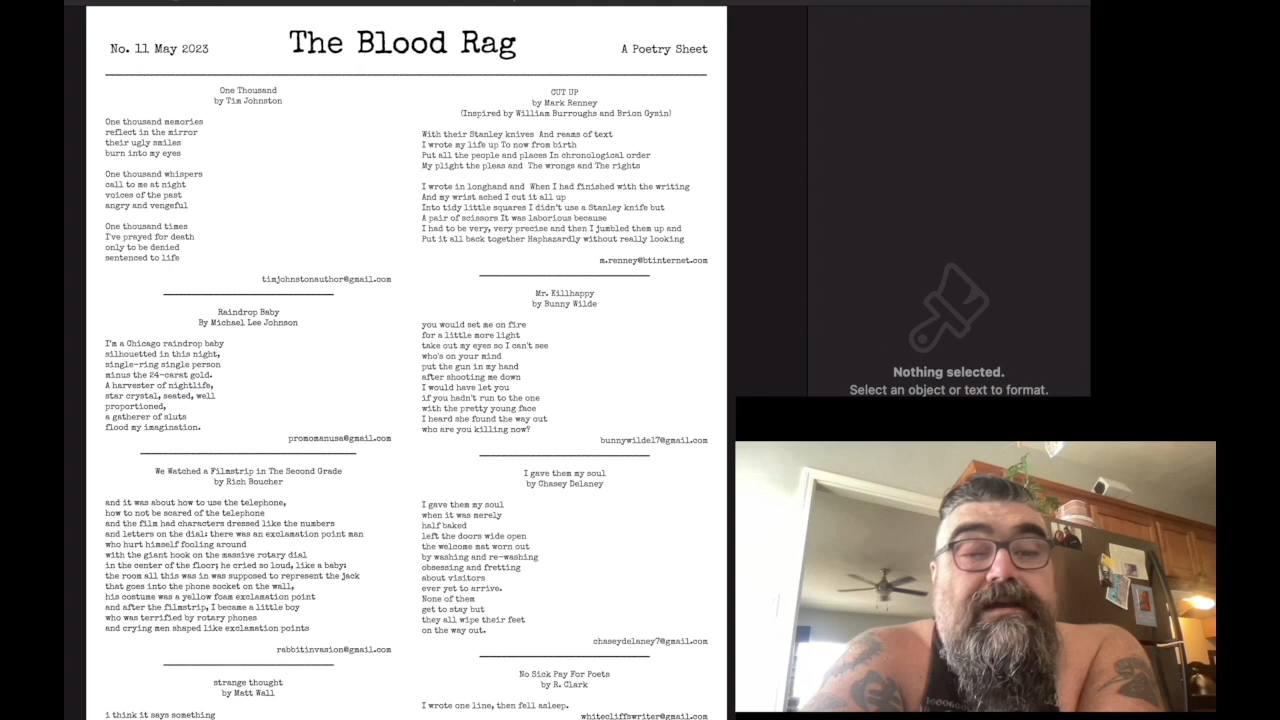 No. 11 May 2023
The Blood Rag
A Poetry Sheet
One Thousand
by Tim Johnston
One thousand memories
reflect in the mirror
their ugly smiles
burn into my eyes
One thousand whispers
call to me at night
voices of the past
angry and vengeful
One thousand times
I've prayed for death
only to be denied
sentenced to life
timjohnstonauthor@gmail.com
Raindrop Baby
By Michael Lee Johnson
I'm a Chicago raindrop baby
silhouetted in this night,
single-ring single person
minus the 24-carat gold.
A harvester of nightlife,
star crystal, seated, well
proportioned,
a gatherer of sluts
flood my imagination.
promomanusa@gmail.com
We Watched a Filmstrip in The Second Grade
by Rich Boucher
and it was about how to use the telephone,
how to not be scared of the telephone
and the film had characters dressed like the numbers
and letters on the dial: there was an exclamation point man
who hurt himself fooling around
with the giant hook on the massive rotary dial
in the center of the floor; he cried so loud, like a baby:
the room all this was in was supposed to represent the jack
that goes into the phone socket on the wall,
his costume was a yellow foam exclamation point
and after the filmstrip, I became a little boy
who was terrified by rotary phones
and crying men shaped like exclamation points
rabbitinvasion@gmail.com
strange thought
by Matt Wall
i think it says something
CUT UP
by Mark Renney
(Inspired by William Burroughs and Brion Gysin)
With their Stanley knives  And reams of text
I wrote my life up To now from birth
Put all the people and places In chronological order
My plight the pleas and  The wrongs and The rights
I wrote in longhand and  When I had finished with the writing
And my wrist ached I cut it all up
Into tidy little squares I didn't use a Stanley knife but
A pair of scissors It was laborious because
I had to be very, very precise and then I jumbled them up and
Put it all back together Haphazardly without really looking
m.renney@btinternet.com
Mr. Killhappy
by Bunny Wilde
you would set me on fire
for a little more light
take out my eyes so I can't see
who's on your mind
put the gun in my hand
after shooting me down
I would have let you
if you hadn't run to the one
with the pretty young face
I heard she found the way out
who are you killing now?
bunnywilde17@gmail.com
I gave them my soul
by Chasey Delaney
I gave them my soul
when it was merely
half baked
left the doors wide open
the welcome mat worn out
by washing and re-washing
obsessing and fretting
about visitors
ever yet to arrive.
None of them
get to stay but
they all wipe their feet
on the way out.
chaseydelaney7@gmail.com
No Sick Pay For Poets
by R. Clark
I wrote one line, then fell asleep.
whitecliffswriter@gmail.com
Nothing selected.
Select an object or text to format.